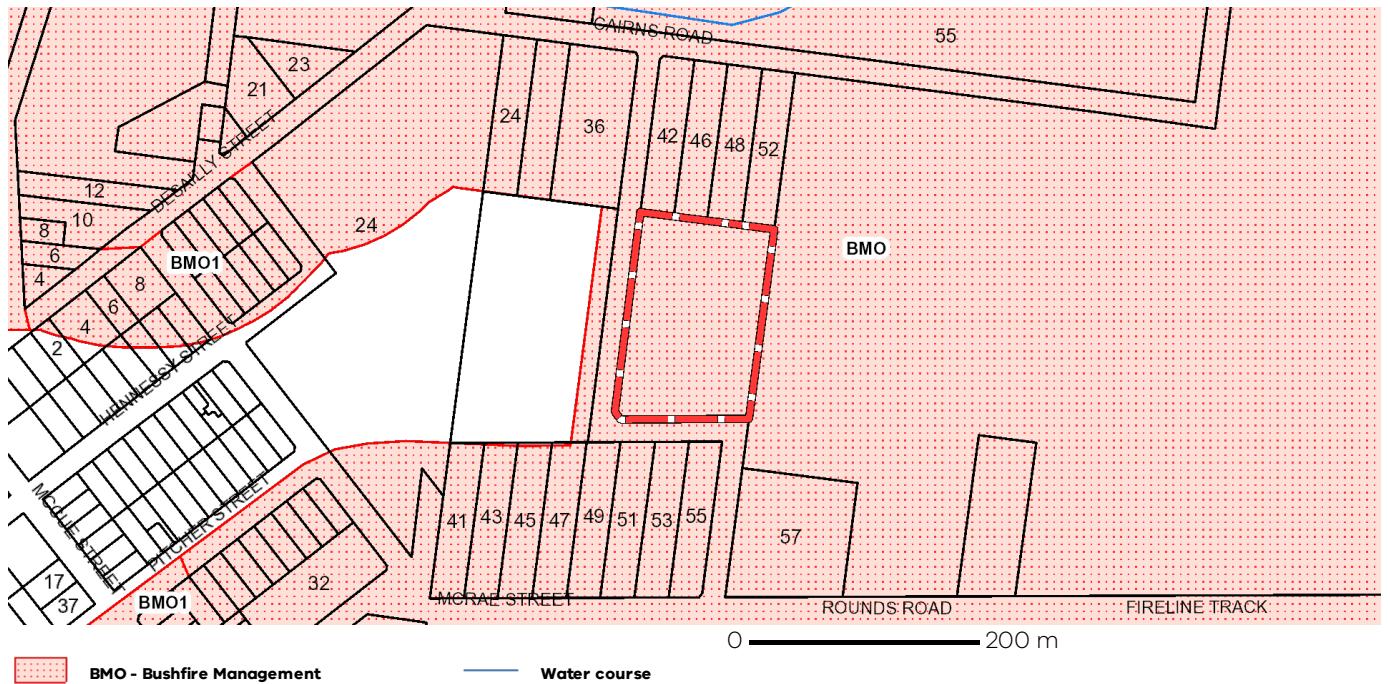 CAIRNS ROAD
55
23
21
24
36
42
46
48
52
DESAILLY STREET
12
10
8
6
4
24
BMO
BMO1
8
6
4
2
HENNESSY STREET
MCCUE STREET
PITCHER STREET
41
43
45
47
49
51
53
55
57
17
37
32
BMO1
MCRAE STREET
ROUNDS ROAD
FIRELINE TRACK
0 200 m
BMO - Bushfire Management
Water course